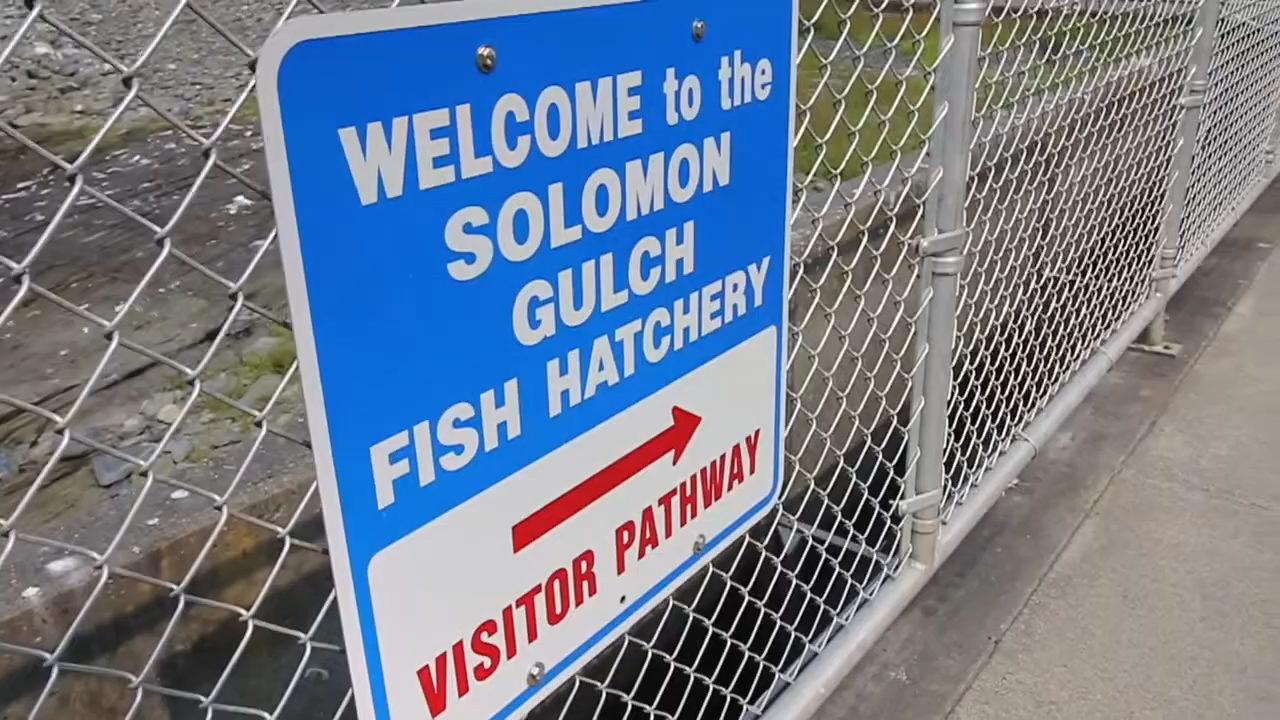 WELCOME to the
SOLOMON
GULCH
FISH HATCHERY
VISITOR PATHWAY